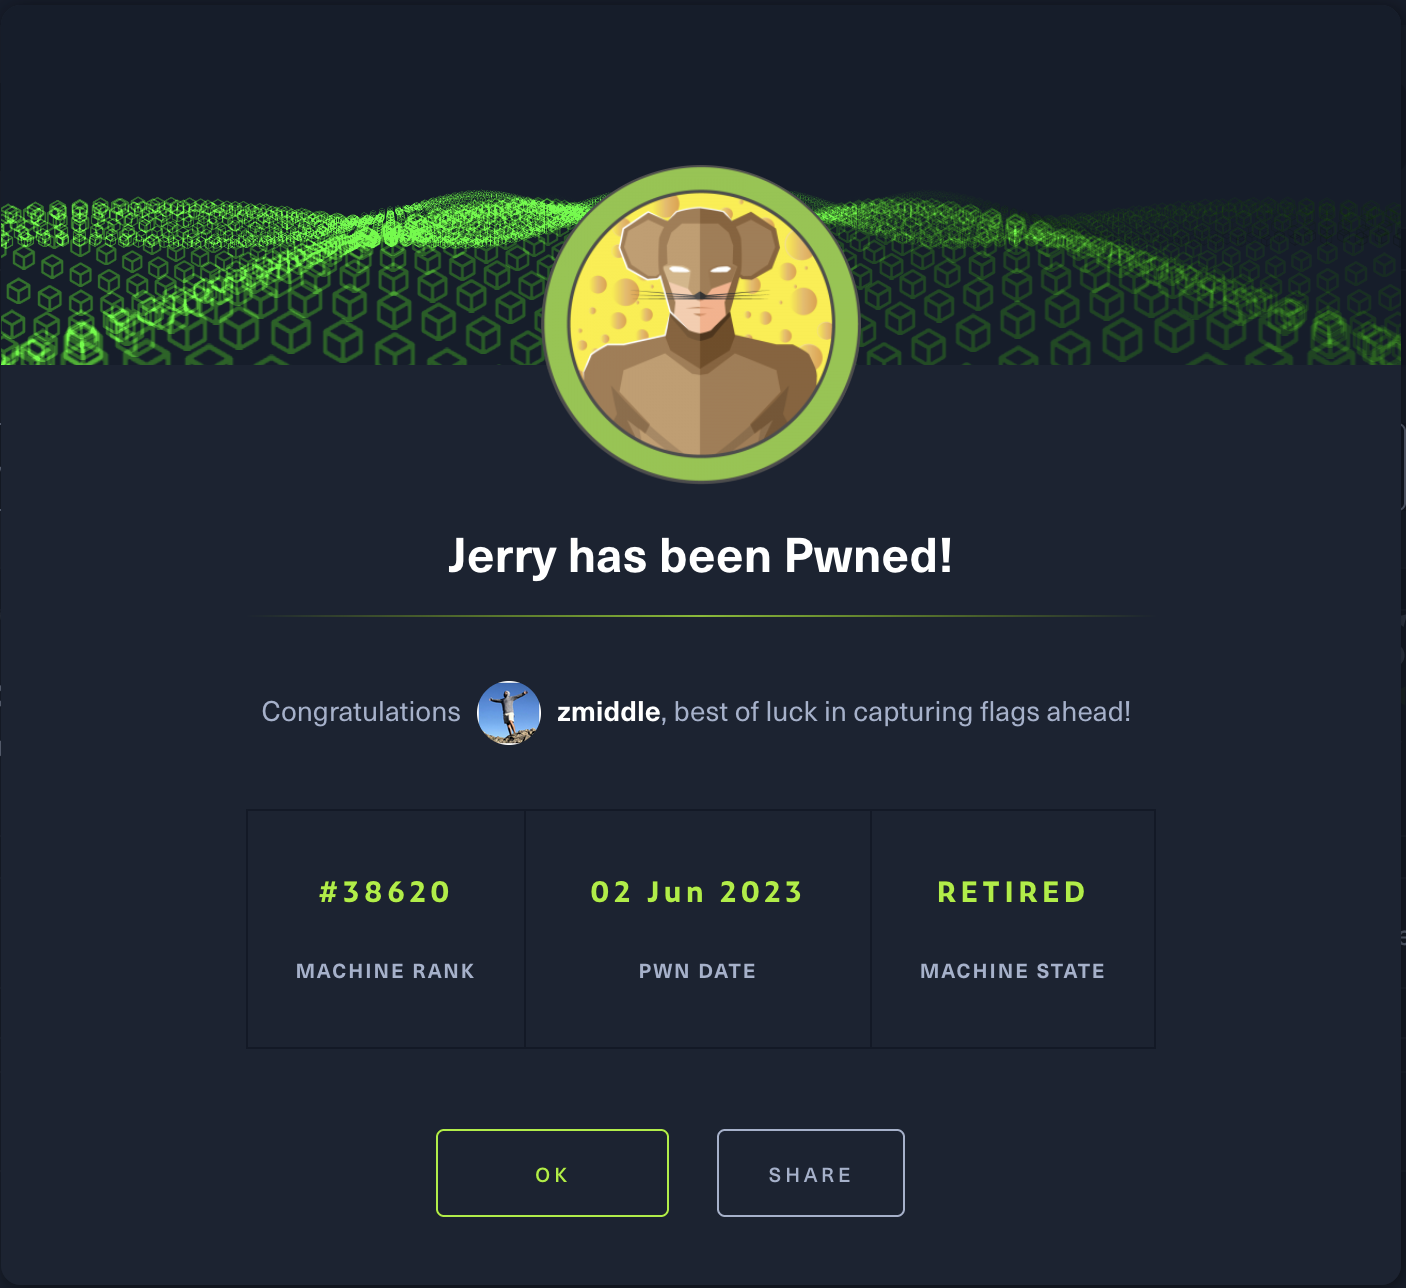 Jerry has been Pwned!
Congratulations zmiddle, best of luck in capturing flags ahead!
#38620 02 Jun 2023 RETIRED
MACHINE RANK PWN DATE MACHINE STATE
OK SHARE